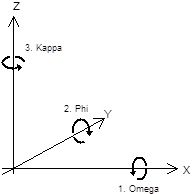 Z
3. Kappa
2. Phi
Y
X
1. Omega